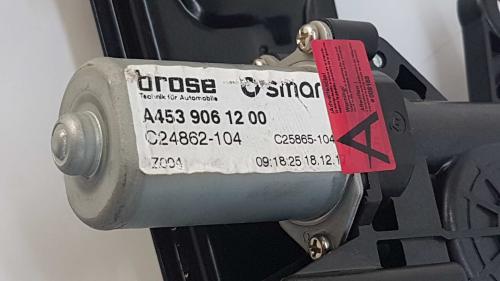 brose smar
Technik für Automobile
A453 906 12 00
C24862-104 C25865-104
Z004 09:18:25 18.12.1
A